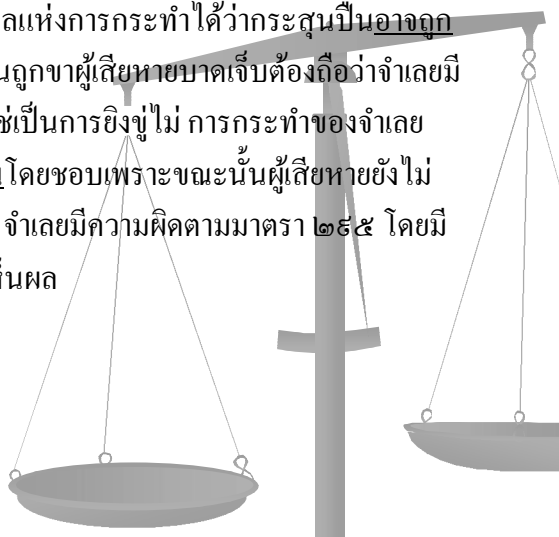 ลแห่งการกระทำได้ว่ากระสุนปืนอาจถูก
นถูกขาผู้เสียหายบาดเจ็บต้องถือว่าจำเลยมี
ช่เป็นการยิงขู่ไม่ การกระทำของจำเลย
โดยชอบเพราะขณะนั้นผู้เสียหายยังไม่
จำเลยมีความผิดตามมาตรา ๒๙๕ โดยมี
ห็นผล